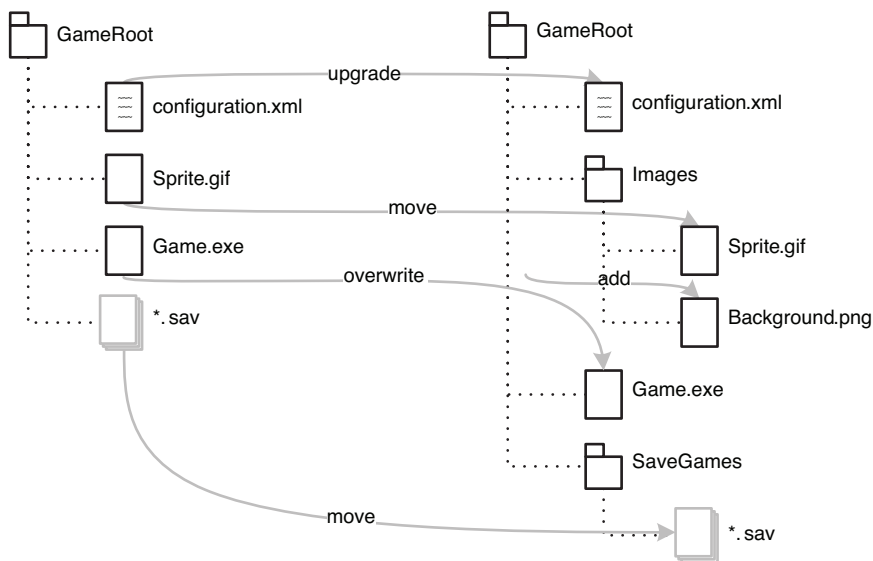 GameRoot
GameRoot
upgrade
configuration.xml
configuration.xml
Sprite.gif
Images
move
Game.exe
Sprite.gif
overwrite
add
*.sav
Background.png
Game.exe
SaveGames
move
*.sav